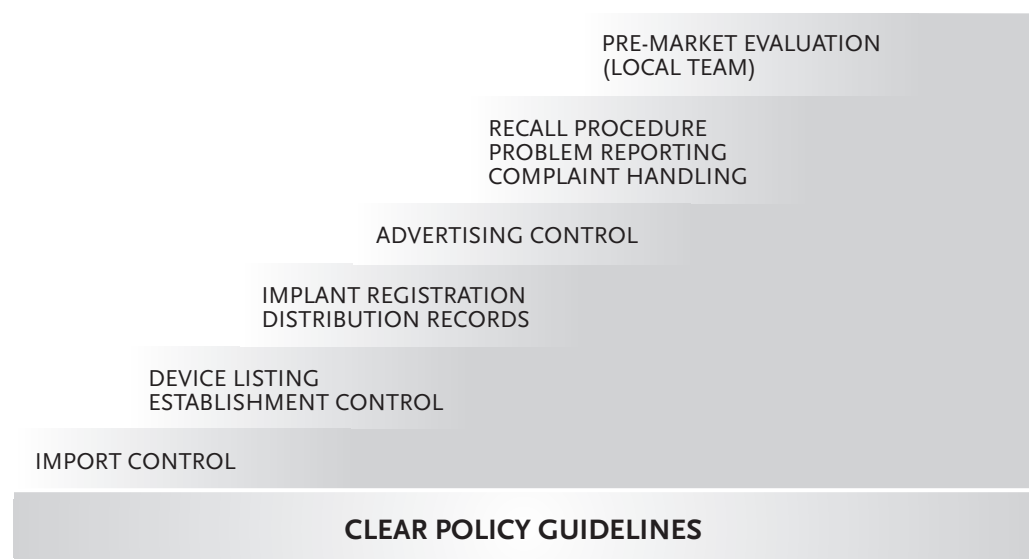 PRE-MARKET EVALUATION
(LOCAL TEAM)
RECALL PROCEDURE
PROBLEM REPORTING
COMPLAINT HANDLING
ADVERTISING CONTROL
IMPLANT REGISTRATION
DISTRIBUTION RECORDS
DEVICE LISTING
ESTABLISHMENT CONTROL
IMPORT CONTROL
CLEAR POLICY GUIDELINES